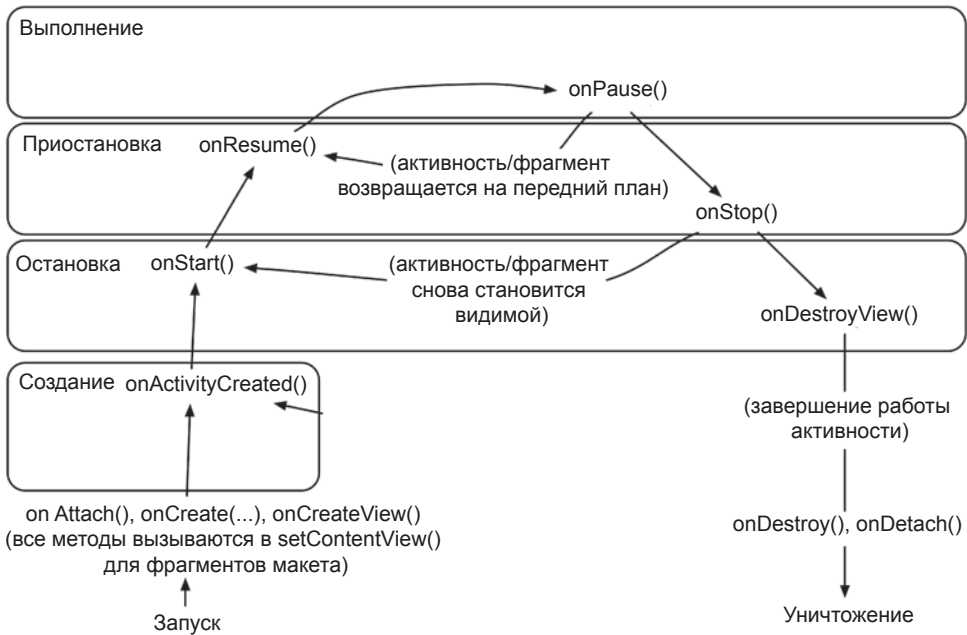 Выполнение
onPause()
Приостановка
onResume()
(активность/фрагмент
возвращается на передний план)
onStop()
Остановка
onStart()
(активность/фрагмент
снова становится
видимой)
onDestroyView()
Создание
onActivityCreated()
(завершение работы
активности)
on Attach(), onCreate(...), onCreateView()
(все методы вызываются в setContentView()
для фрагментов макета)
onDestroy(), onDetach()
Запуск
Уничтожение